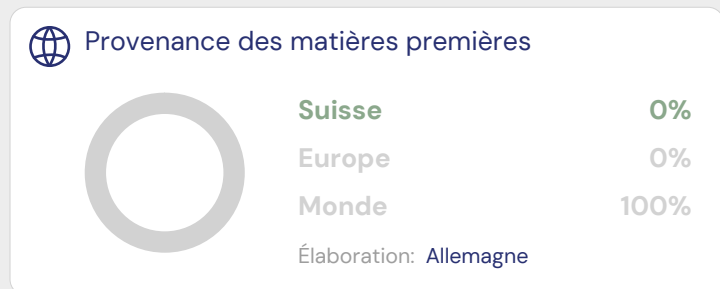 Provenance des matières premières
Suisse 0%
Europe 0%
Monde 100%
Élaboration: Allemagne